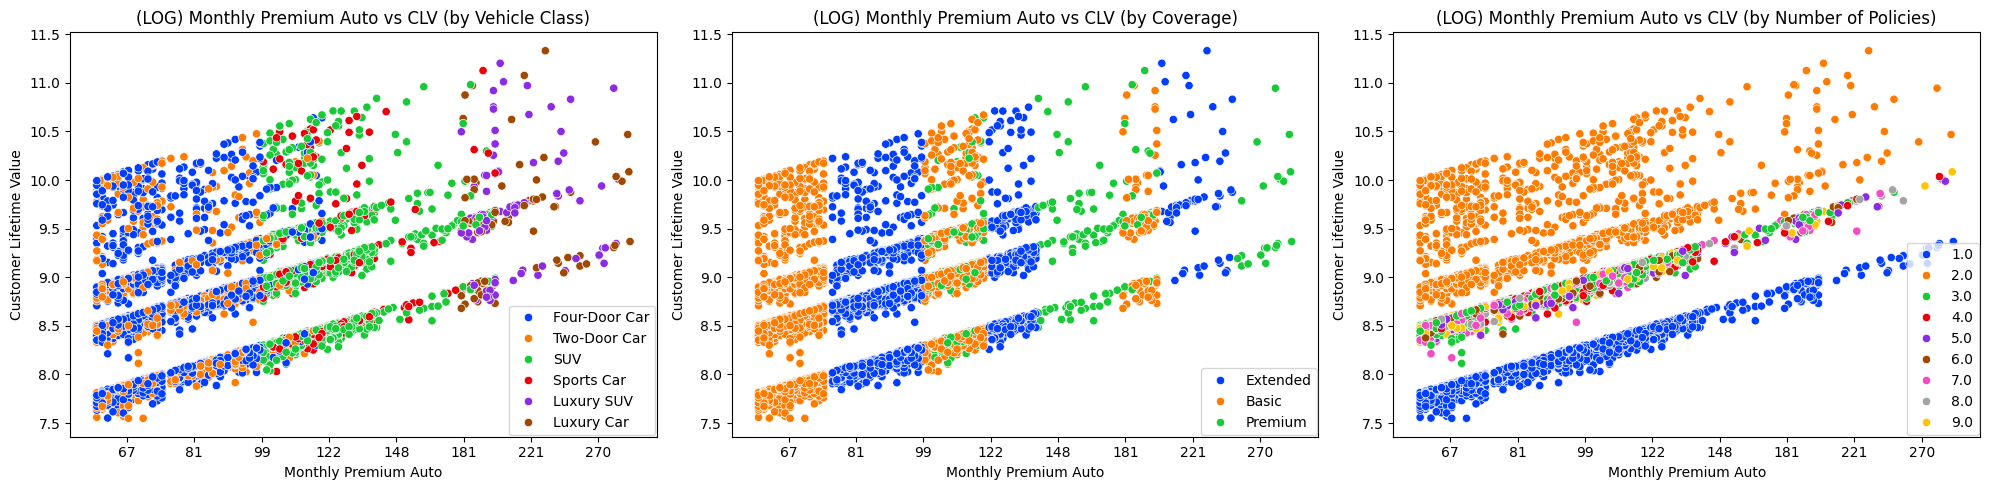 (LOG) Monthly Premium Auto vs CLV (by Vehicle Class)
Customer Lifetime Value
11.5
11.0
10.5
10.0
9.5
9.0
8.5
8.0
7.5
67 81 99 122 148 181 221 270
Monthly Premium Auto
Four-Door Car
Two-Door Car
SUV
Sports Car
Luxury SUV
Luxury Car
(LOG) Monthly Premium Auto vs CLV (by Coverage)
Customer Lifetime Value
11.5
11.0
10.5
10.0
9.5
9.0
8.5
8.0
7.5
67 81 99 122 148 181 221 270
Monthly Premium Auto
Extended
Basic
Premium
(LOG) Monthly Premium Auto vs CLV (by Number of Policies)
Customer Lifetime Value
11.5
11.0
10.5
10.0
9.5
9.0
8.5
8.0
7.5
67 81 99 122 148 181 221 270
Monthly Premium Auto
1.0
2.0
3.0
4.0
5.0
6.0
7.0
8.0
9.0